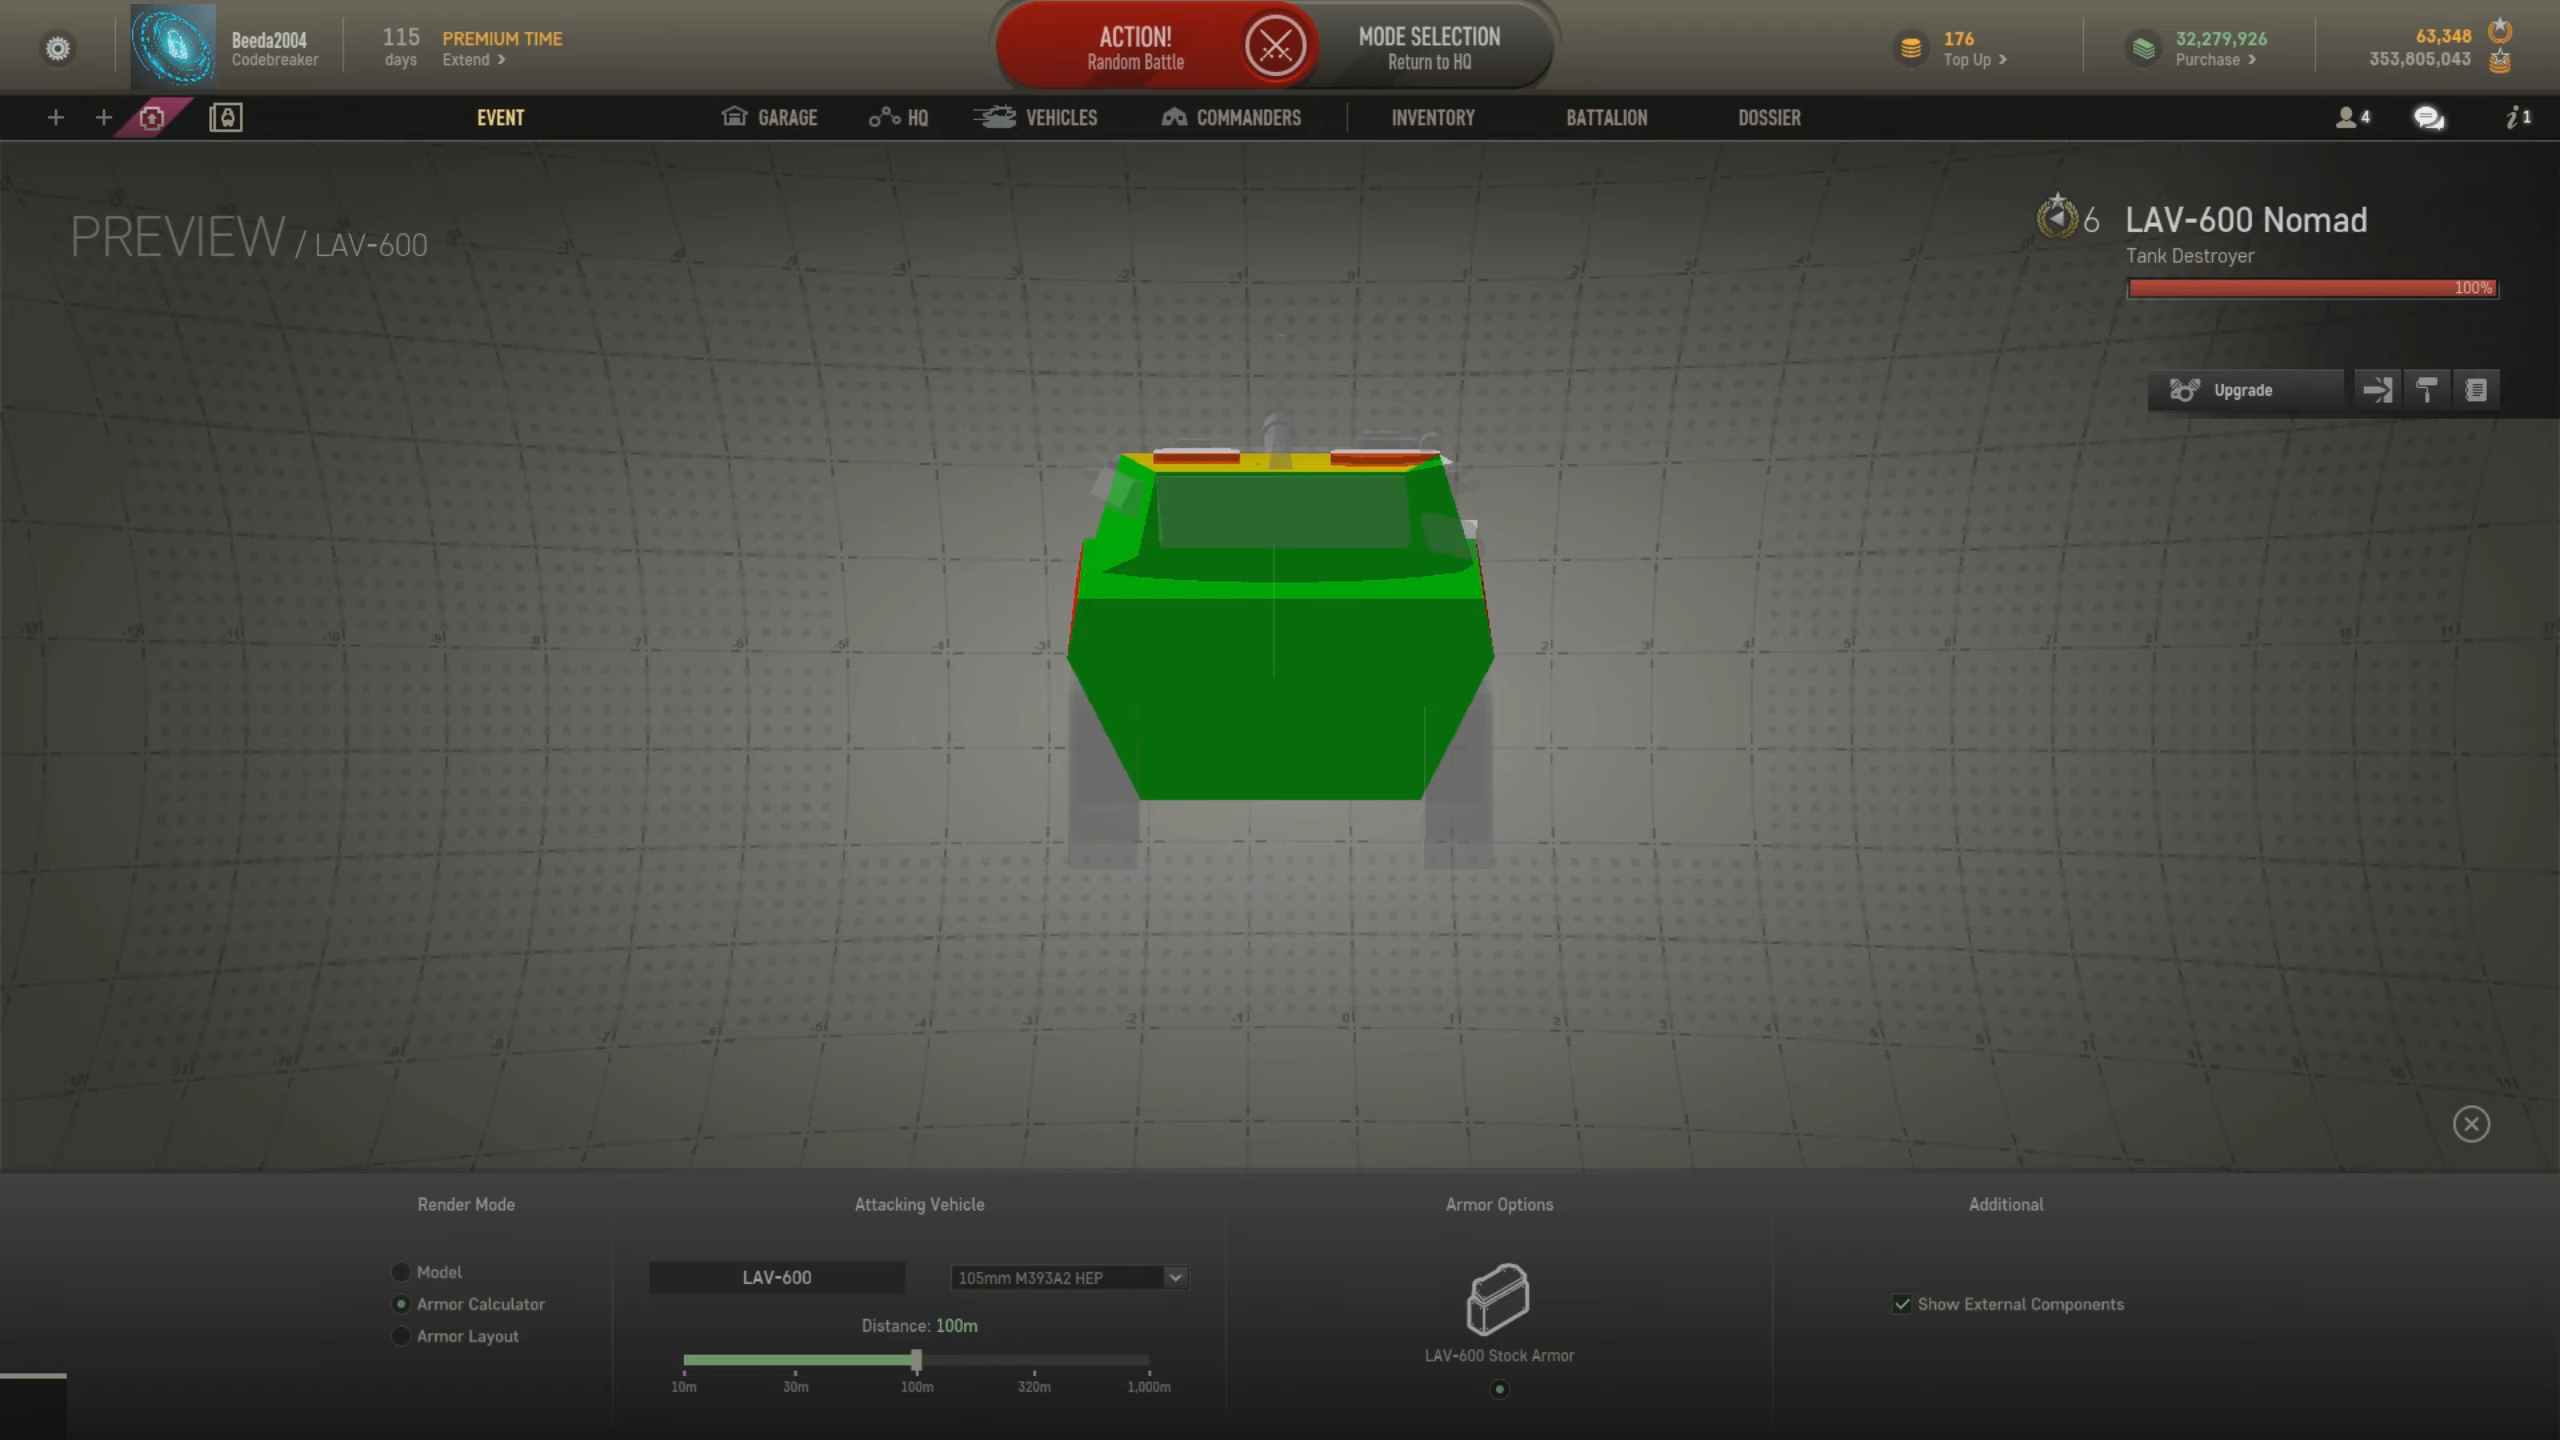 Beeda2004
Codebreaker
115
days
PREMIUM TIME
Extend >
ACTION!
Random Battle
MODE SELECTION
Return to HQ
176
Top Up >
32,279,926
Purchase >
63,348
353,805,043
EVENT
GARAGE
HQ
VEHICLES
COMMANDERS
INVENTORY
BATTALION
DOSSIER
4
1
PREVIEW / LAV-600
6 LAV-600 Nomad
Tank Destroyer
100%
Upgrade
Render Mode
Model
Armor Calculator
Armor Layout
Attacking Vehicle
LAV-600
105mm M393A2 HEP
Distance: 100m
10m 30m 100m 320m 1,000m
Armor Options
LAV-600 Stock Armor
Additional
Show External Components